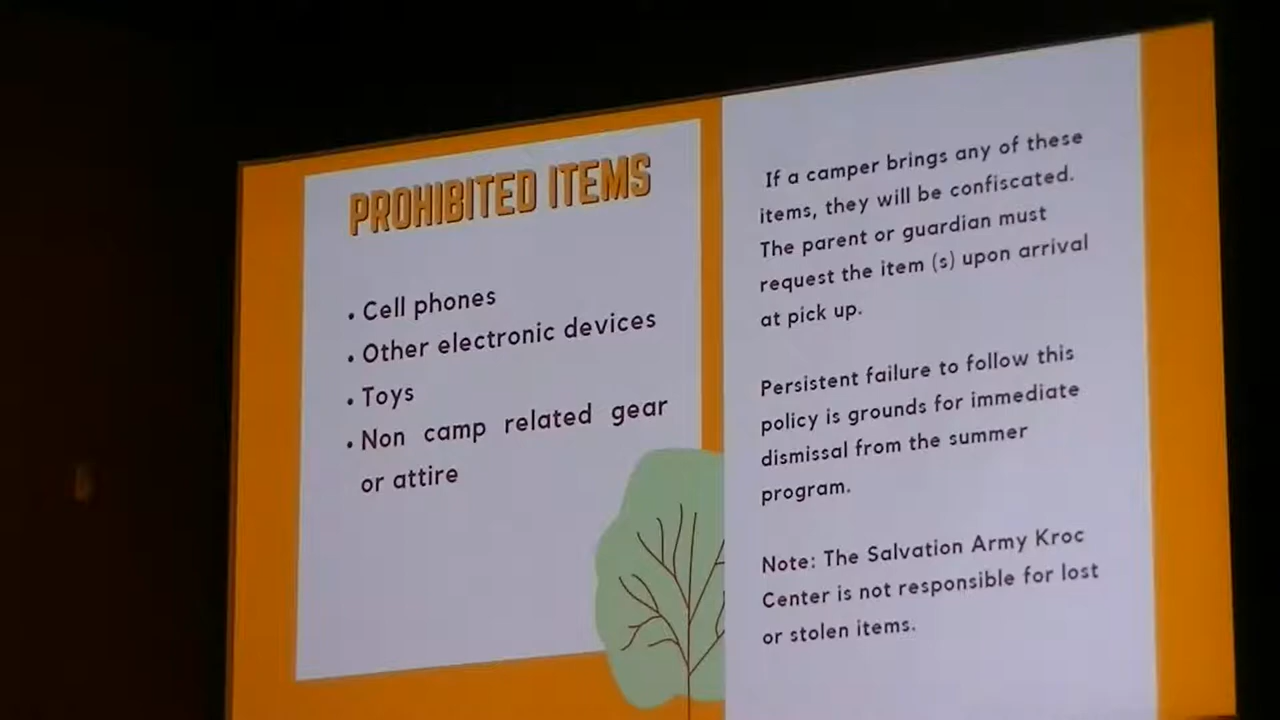 PROHIBITED ITEMS
• Cell phones
• Other electronic devices
• Toys
• Non camp related gear
or attire
If a camper brings any of these
items, they will be confiscated.
The parent or guardian must
request the item (s) upon arrival
at pick up.
Persistent failure to follow this
policy is grounds for immediate
dismissal from the summer
program.
Note: The Salvation Army Kroc
Center is not responsible for lost
or stolen items.